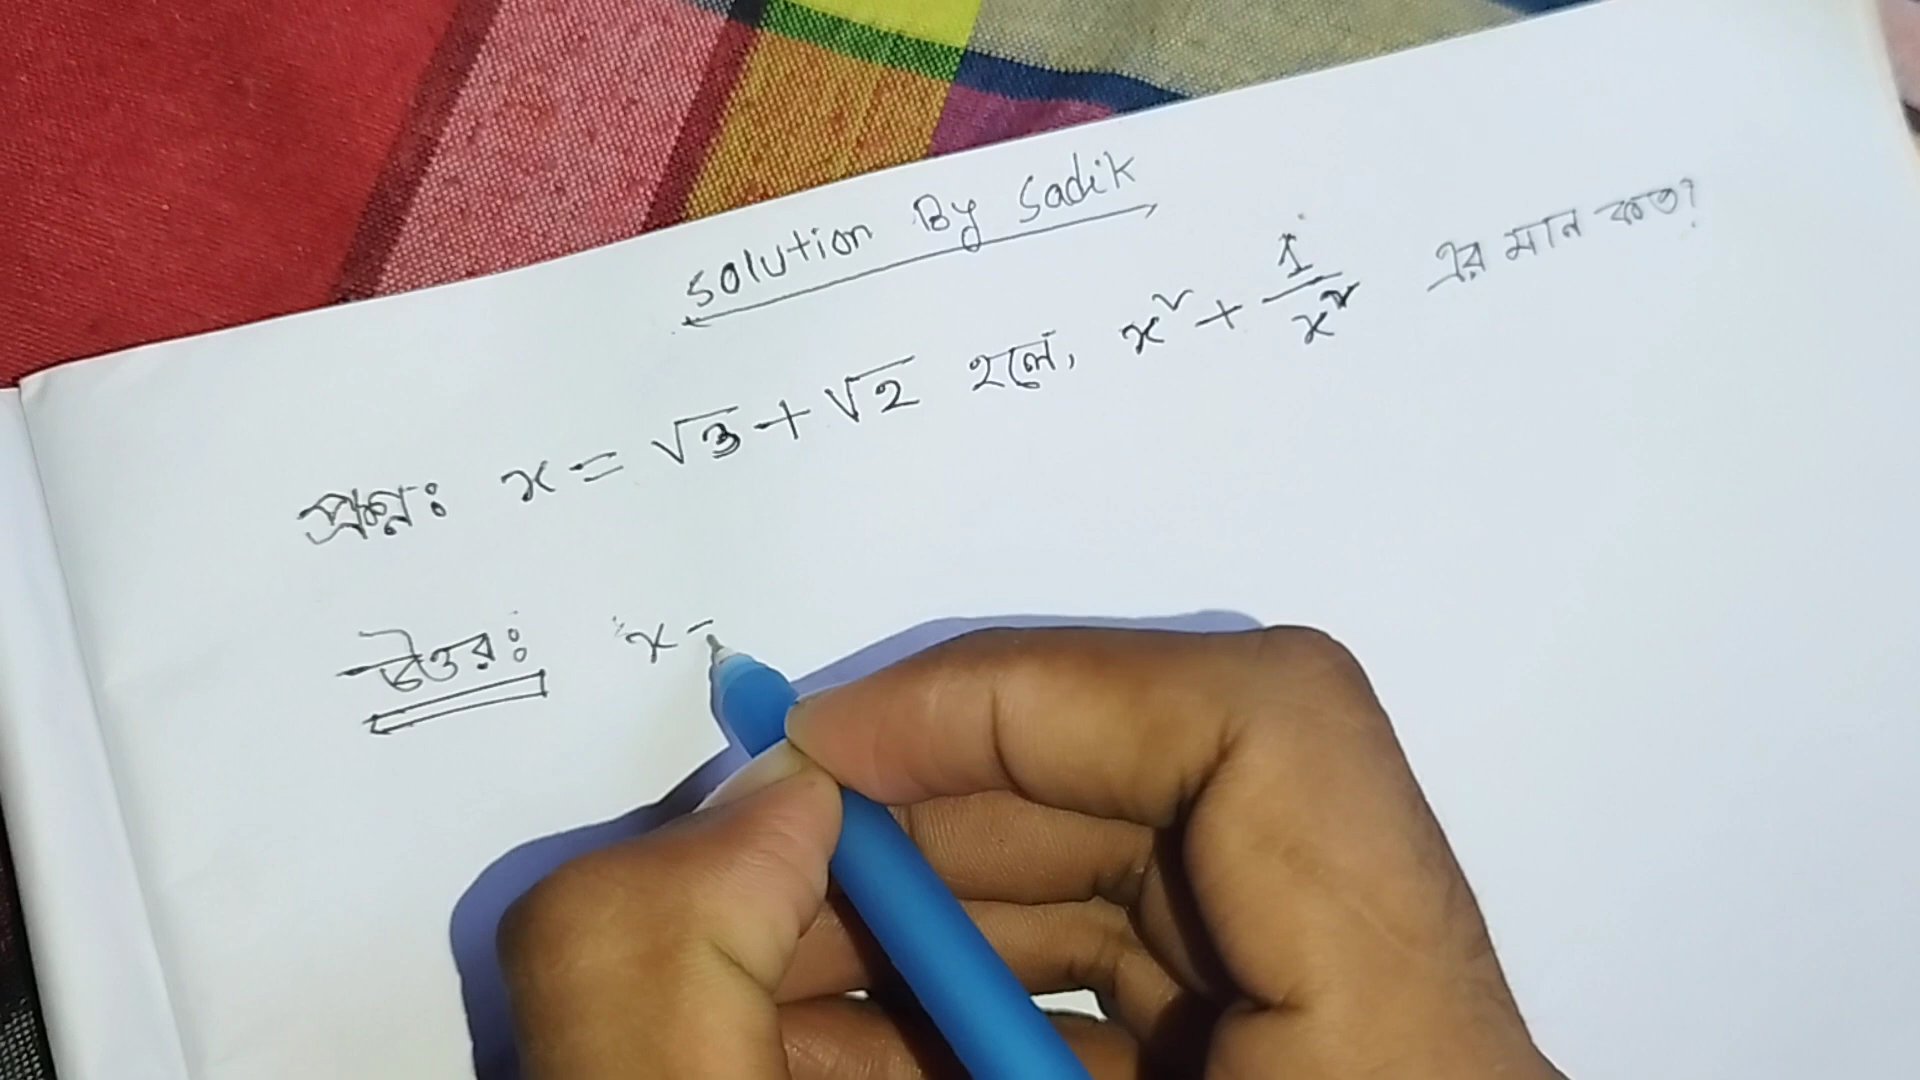 Solution By Sadik
প্রশ্নঃ x = √3 + √2 হলে, x² + 1/x² এর মান কত?
উত্তরঃ x -